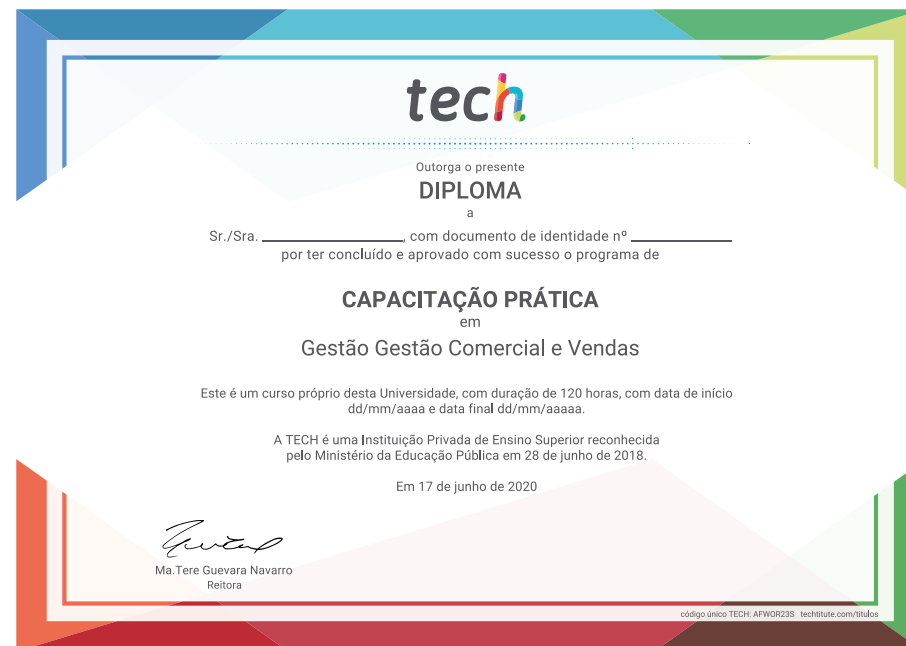 tech
Outorga o presente
DIPLOMA
a
Sr./Sra. , com documento de identidade nº
por ter concluído e aprovado com sucesso o programa de
CAPACITAÇÃO PRÁTICA
em
Gestão Gestão Comercial e Vendas
Este é um curso próprio desta Universidade, com duração de 120 horas, com data de início
dd/mm/aaaa e data final dd/mm/aaaaa.
A TECH é uma Instituição Privada de Ensino Superior reconhecida
pelo Ministério da Educação Pública em 28 de junho de 2018.
Em 17 de junho de 2020
Ma.Tere Guevara Navarro
Reitora
código único TECH: AFWOR23S techtitute.com/titulos